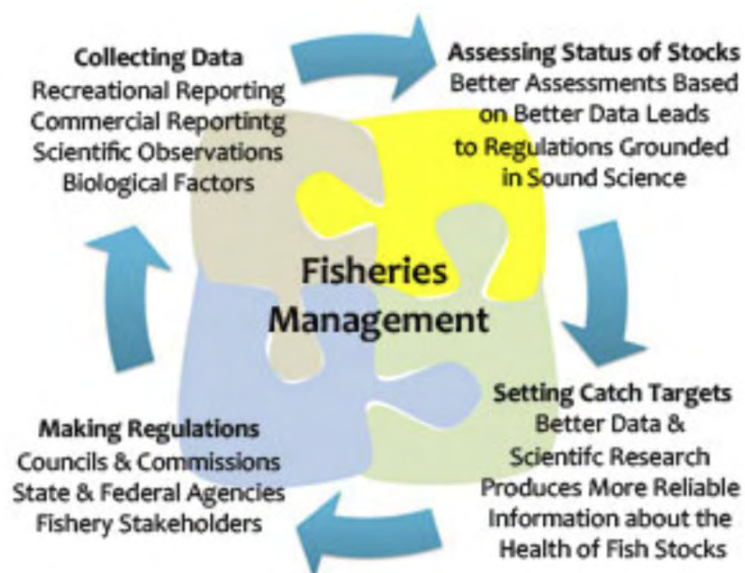 Collecting Data
Recreational Reporting
Commercial Reportintg
Scientific Observations
Biological Factors
Assessing Status of Stocks
Better Assessments Based
on Better Data Leads
to Regulations Grounded
in Sound Science
Fisheries
Management
Setting Catch Targets
Better Data &
Scientifc Research
Produces More Reliable
Information about the
Health of Fish Stocks
Making Regulations
Councils & Commissions
State & Federal Agencies
Fishery Stakeholders